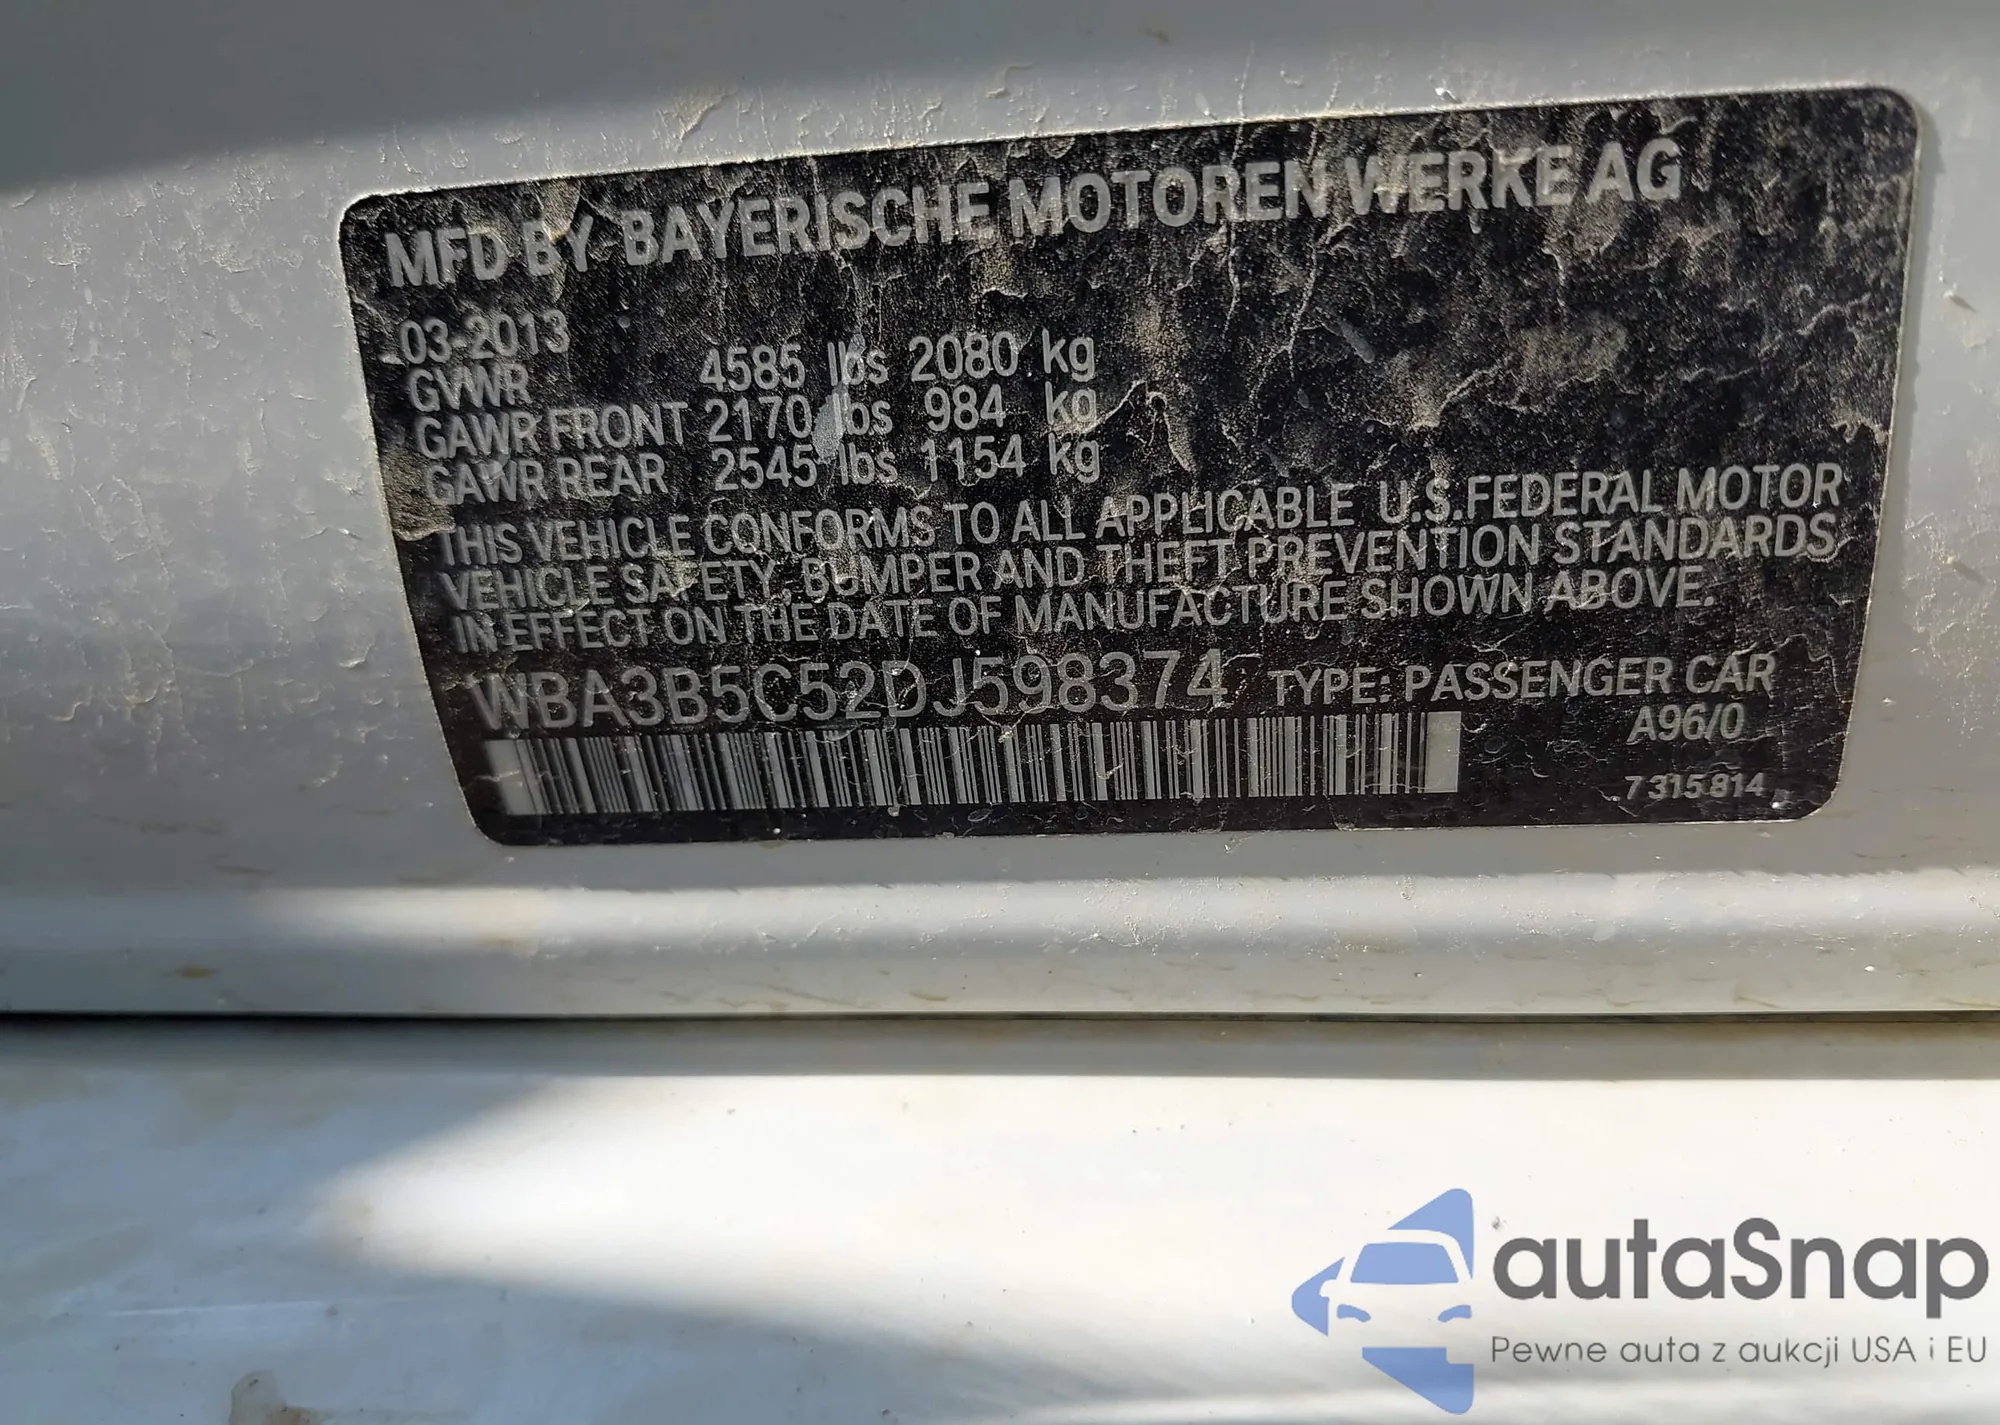 MFD BY BAYERISCHE MOTOREN WERKE AG
03-2013
GVWR 4585 lbs 2080 kg
GAWR FRONT 2170 lbs 984 kg
GAWR REAR 2545 lbs 1154 kg
THIS VEHICLE CONFORMS TO ALL APPLICABLE U.S.FEDERAL MOTOR
VEHICLE SAFETY, BUMPER AND THEFT PREVENTION STANDARDS
IN EFFECT ON THE DATE OF MANUFACTURE SHOWN ABOVE.
WBA3B5C52DJ598374 TYPE: PASSENGER CAR
A96/0
7 315 814
autaSnap
Pewne auta z aukcji USA i EU